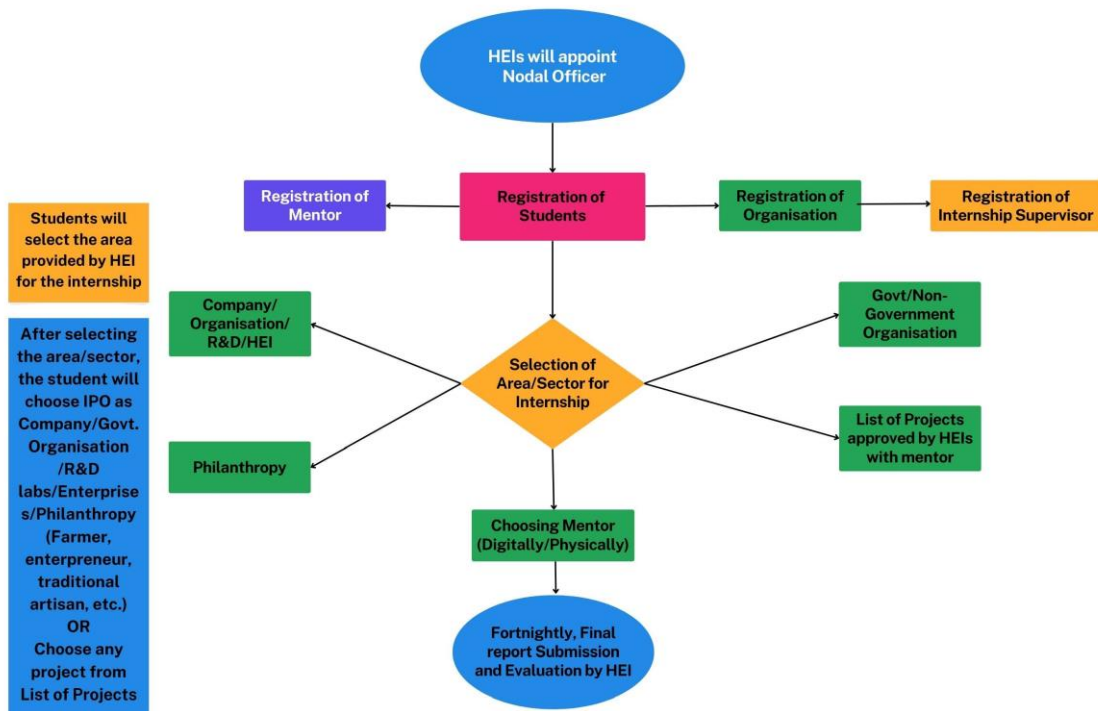 HEIs will appoint
Nodal Officer
Registration of
Mentor
Registration of
Students
Registration of
Organisation
Registration of
Internship Supervisor
Students will
select the area
provided by HEI
for the internship
Company/
Organisation/
R&D/HEI
Govt/Non-
Government
Organisation
After selecting
the area/sector,
the student will
choose IPO as
Company/Govt.
Organisation
/R&D
labs/Enterprise
s/Philanthropy
(Farmer,
enterpreneur,
traditional
artisan, etc.)
OR
Choose any
project from
List of Projects
Selection of
Area/Sector for
Internship
Philanthropy
List of Projects
approved by HEIs
with mentor
Choosing Mentor
(Digitally/Physically)
Fortnightly, Final
report Submission
and Evaluation by HEI